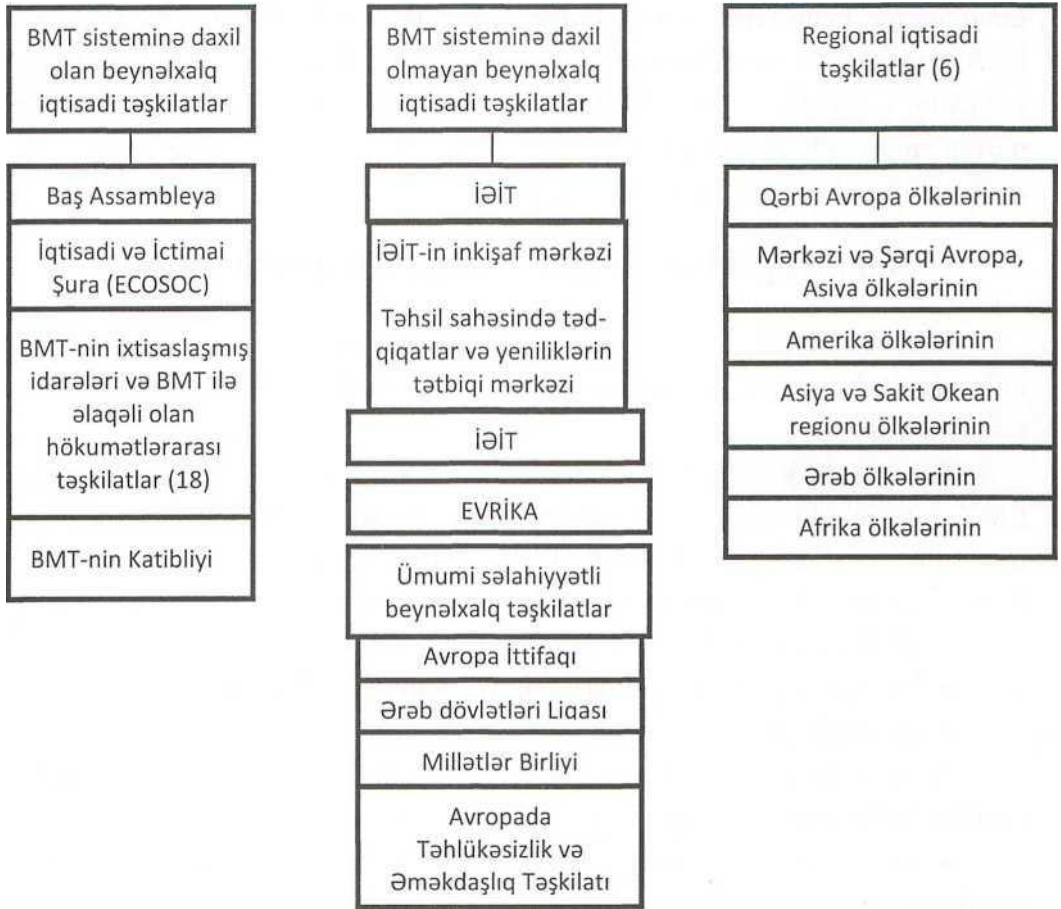 BMT sisteminə daxil
olan beynəlxalq
iqtisadi təşkilatlar
Baş Assambleya
İqtisadi və İctimai
Şura (ECOSOC)
BMT-nin ixtisaslaşmış
idarələri və BMT ilə
əlaqəli olan
hökumətlərarası
təşkilatlar (18)
BMT-nin Katibliyi
BMT sisteminə daxil
olmayan beynəlxalq
iqtisadi təşkilatlar
İƏİT
İƏİT-in inkişaf mərkəzi
Təhsil sahəsində təd-
qiqatlar və yeniliklərin
tətbiqi mərkəzi
İƏİT
EVRİKA
Ümumi səlahiyyətli
beynəlxalq təşkilatlar
Avropa İttifaqı
Ərəb dövlətləri Liqası
Millətlər Birliyi
Avropada
Təhlükəsizlik və
Əməkdaşlıq Təşkilatı
Regional iqtisadi
təşkilatlar (6)
Qərbi Avropa ölkələrinin
Mərkəzi və Şərqi Avropa,
Asiya ölkələrinin
Amerika ölkələrinin
Asiya və Sakit Okean
regionu ölkələrinin
Ərəb ölkələrinin
Afrika ölkələrinin